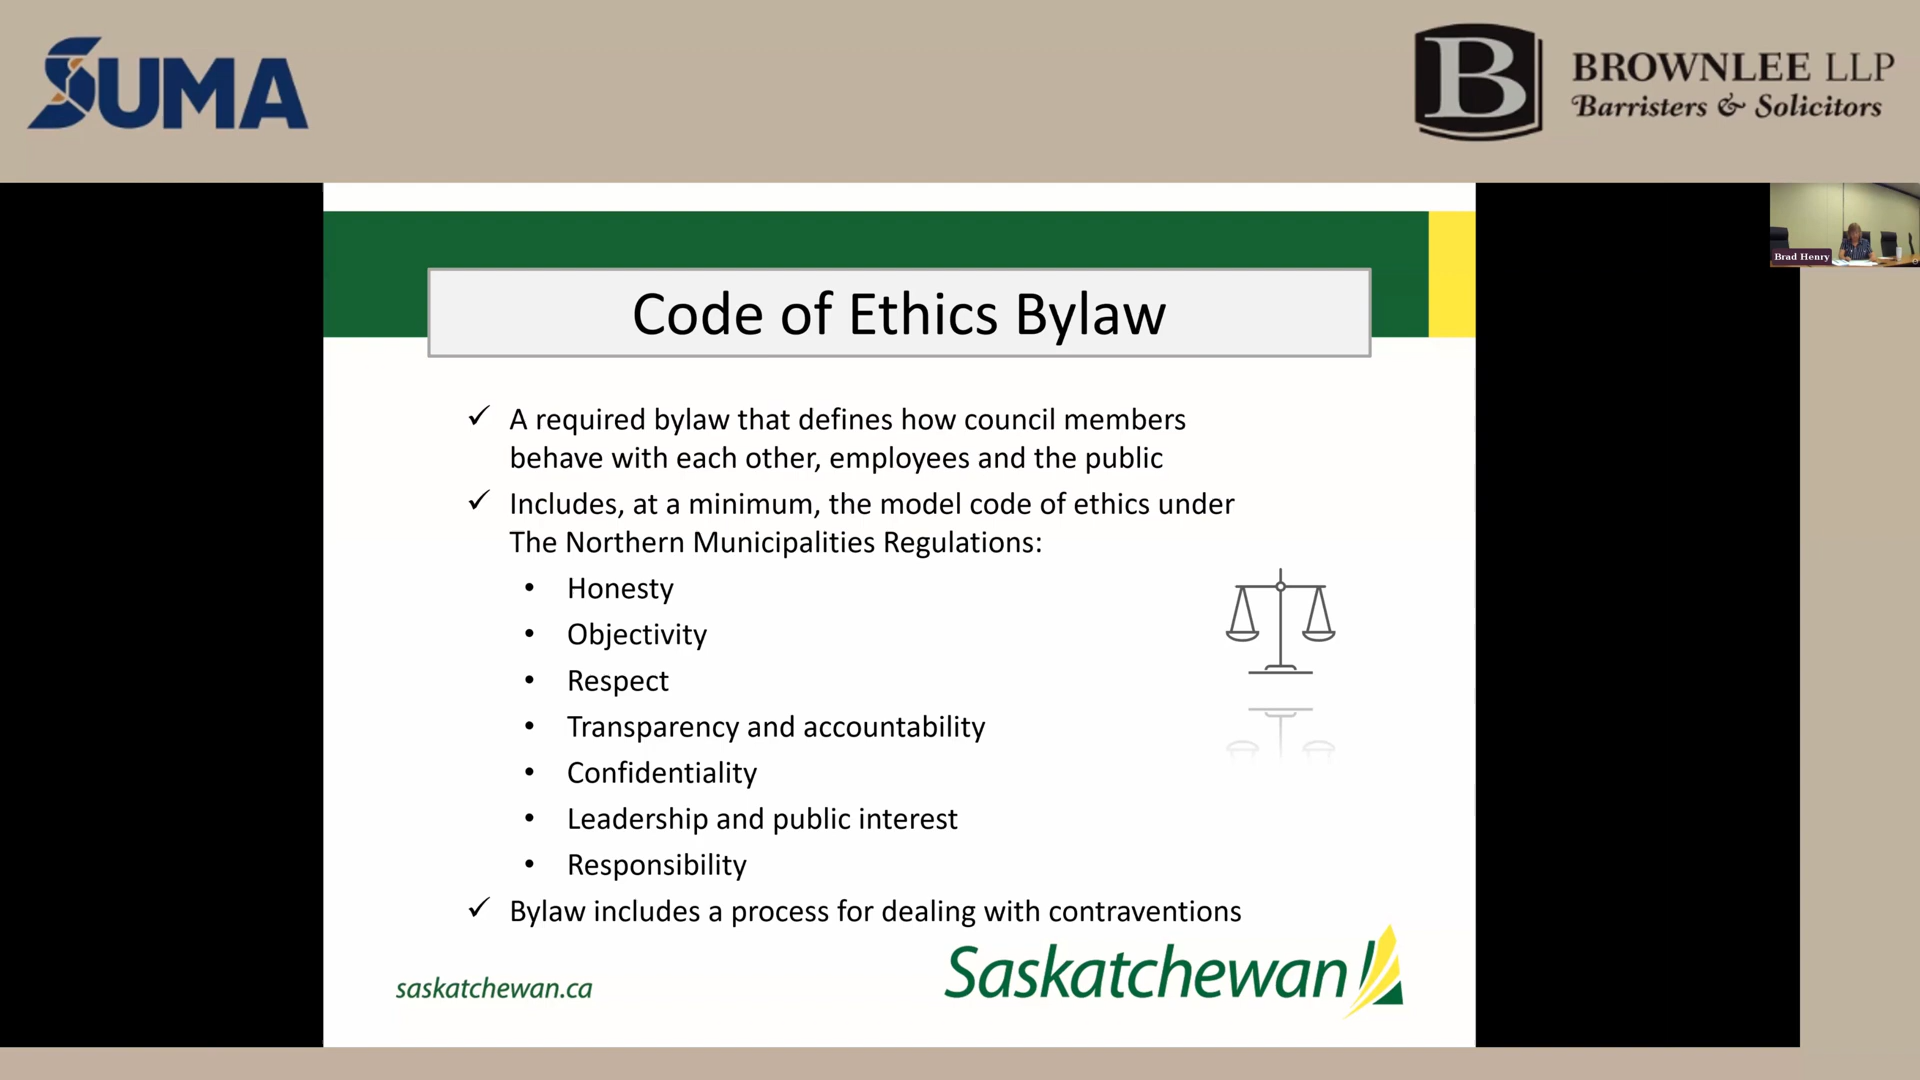 SUMA
B
BROWNLEE LLP
Barristers & Solicitors
Brad Henry
Code of Ethics Bylaw
✓ A required bylaw that defines how council members
behave with each other, employees and the public
✓ Includes, at a minimum, the model code of ethics under
The Northern Municipalities Regulations:
• Honesty
• Objectivity
• Respect
• Transparency and accountability
• Confidentiality
• Leadership and public interest
• Responsibility
✓ Bylaw includes a process for dealing with contraventions
saskatchewan.ca
Saskatchewan